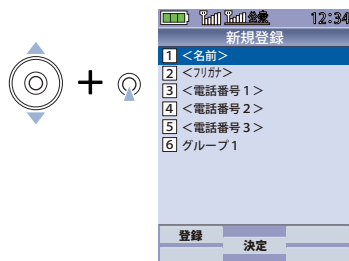 公衆 12:34
新規登録
1 <名前>
2 <フリガナ>
3 <電話番号1>
4 <電話番号2>
5 <電話番号3>
6 グループ1
登録
決定